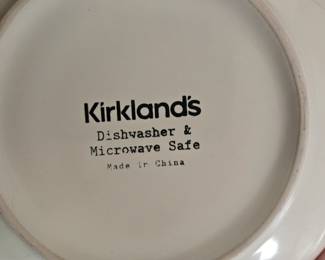 Kirkland's
Dishwasher &
Microwave Safe
Made in China